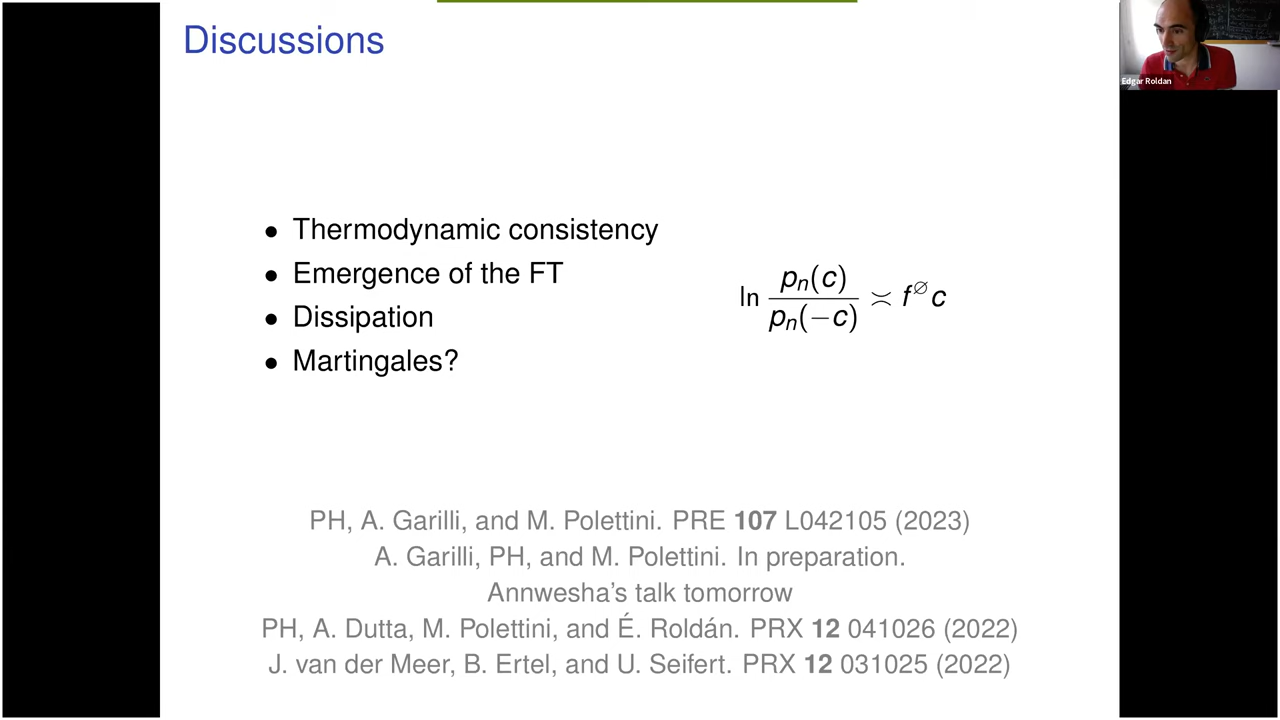 Discussions
Edgar Roldan
• Thermodynamic consistency
• Emergence of the FT
• Dissipation
• Martingales?
ln pₙ(c) / pₙ(−c) ≍ f^∅ c
PH, A. Garilli, and M. Polettini. PRE 107 L042105 (2023)
A. Garilli, PH, and M. Polettini. In preparation.
Annwesha's talk tomorrow
PH, A. Dutta, M. Polettini, and É. Roldán. PRX 12 041026 (2022)
J. van der Meer, B. Ertel, and U. Seifert. PRX 12 031025 (2022)